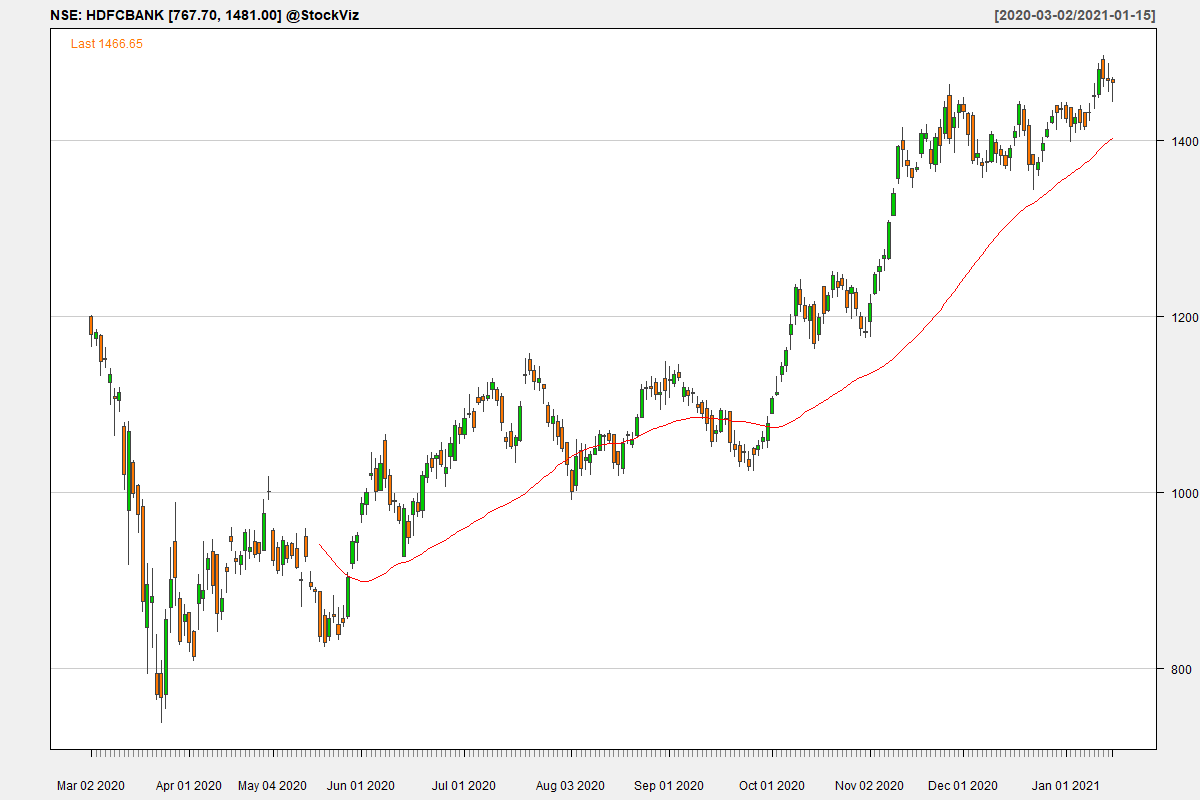 NSE: HDFCBANK [767.70, 1481.00] @StockViz
[2020-03-02/2021-01-15]
Last 1466.65
1400
1200
1000
800
Mar 02 2020 Apr 01 2020 May 04 2020 Jun 01 2020 Jul 01 2020 Aug 03 2020 Sep 01 2020 Oct 01 2020 Nov 02 2020 Dec 01 2020 Jan 01 2021